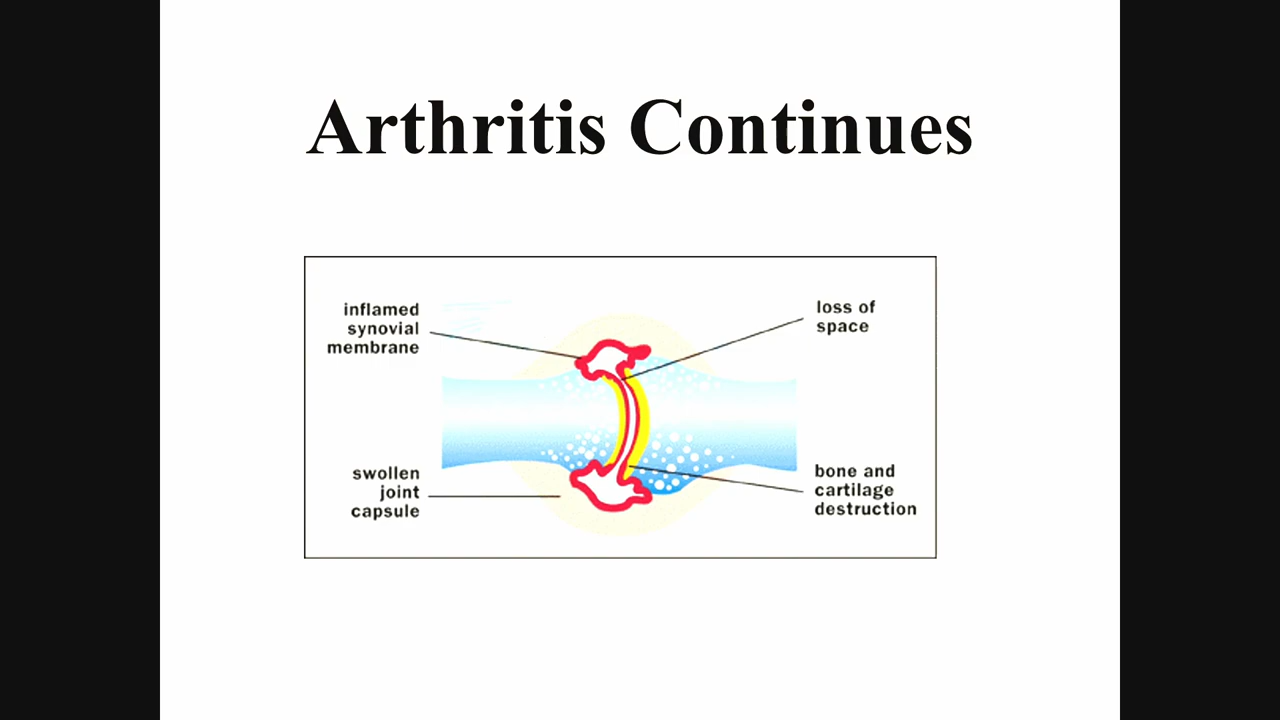 Arthritis Continues
inflamed
synovial
membrane
loss of
space
swollen
joint
capsule
bone and
cartilage
destruction